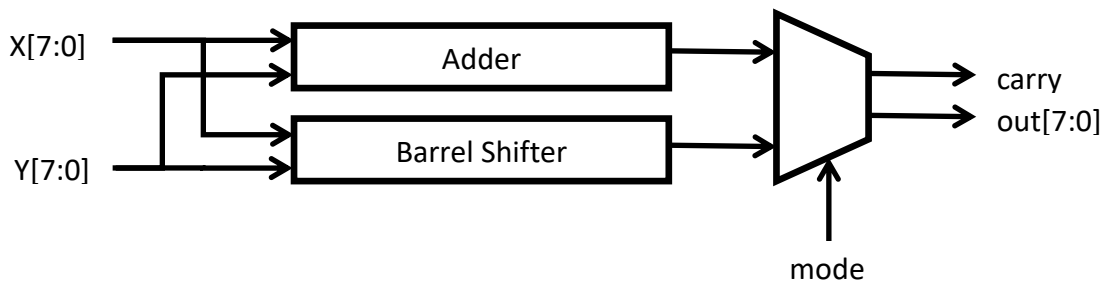 X[7:0]
Adder
carry
out[7:0]
Barrel Shifter
Y[7:0]
mode